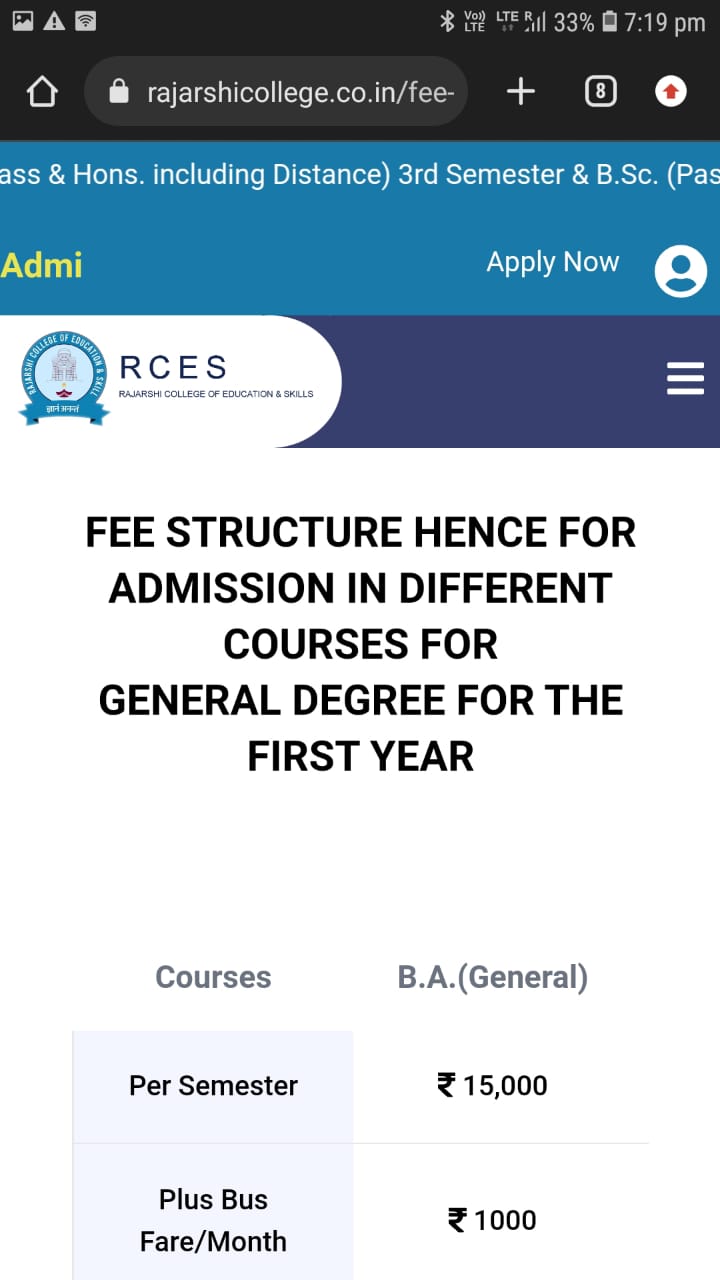 Vo)) LTE LTE R 33% 7:19 pm
rajarshicollege.co.in/fee-
8
ass & Hons. including Distance) 3rd Semester & B.Sc. (Pas
Admi
Apply Now
RAJARSHI COLLEGE OF EDUCATION & SKILL
ज्ञानं अनन्तं
RCES
RAJARSHI COLLEGE OF EDUCATION & SKILLS
FEE STRUCTURE HENCE FOR
ADMISSION IN DIFFERENT
COURSES FOR
GENERAL DEGREE FOR THE
FIRST YEAR
Courses B.A.(General)
Per Semester ₹ 15,000
Plus Bus
Fare/Month ₹ 1000